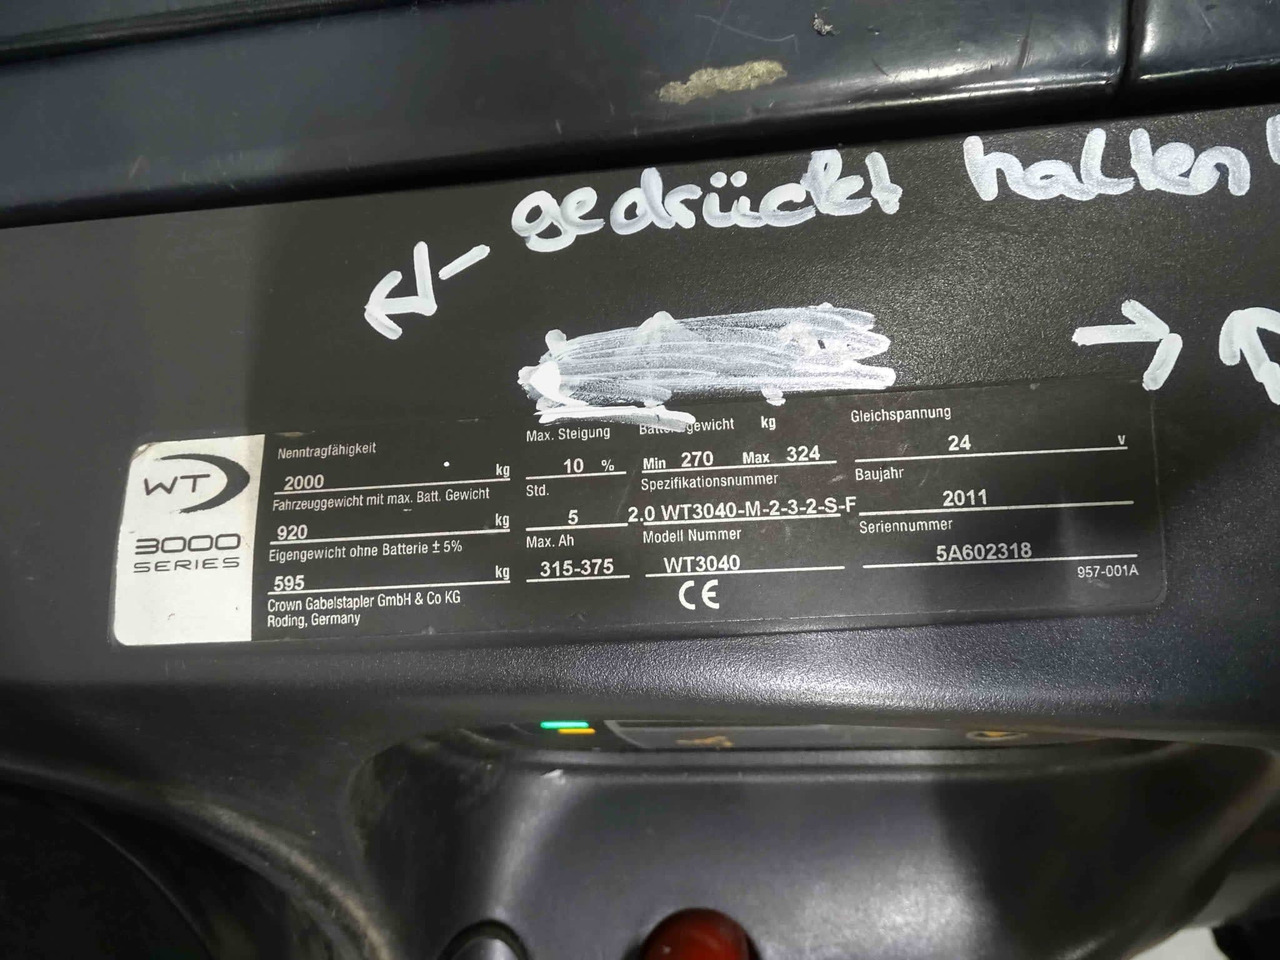 gedrückt halten
WT
3000
SERIES
Nenntragfähigkeit
2000 kg
Fahrzeuggewicht mit max. Batt. Gewicht
920 kg
Eigengewicht ohne Batterie ± 5%
595 kg
Crown Gabelstapler GmbH & Co KG
Roding, Germany
Max. Steigung
10 %
Std.
5
Max. Ah
315-375
kg
Min 270 Max 324
Spezifikationsnummer
2.0 WT3040-M-2-3-2-S-F
Modell Nummer
WT3040
CE
Gleichspannung
24 V
Baujahr
2011
Seriennummer
5A602318
957-001A